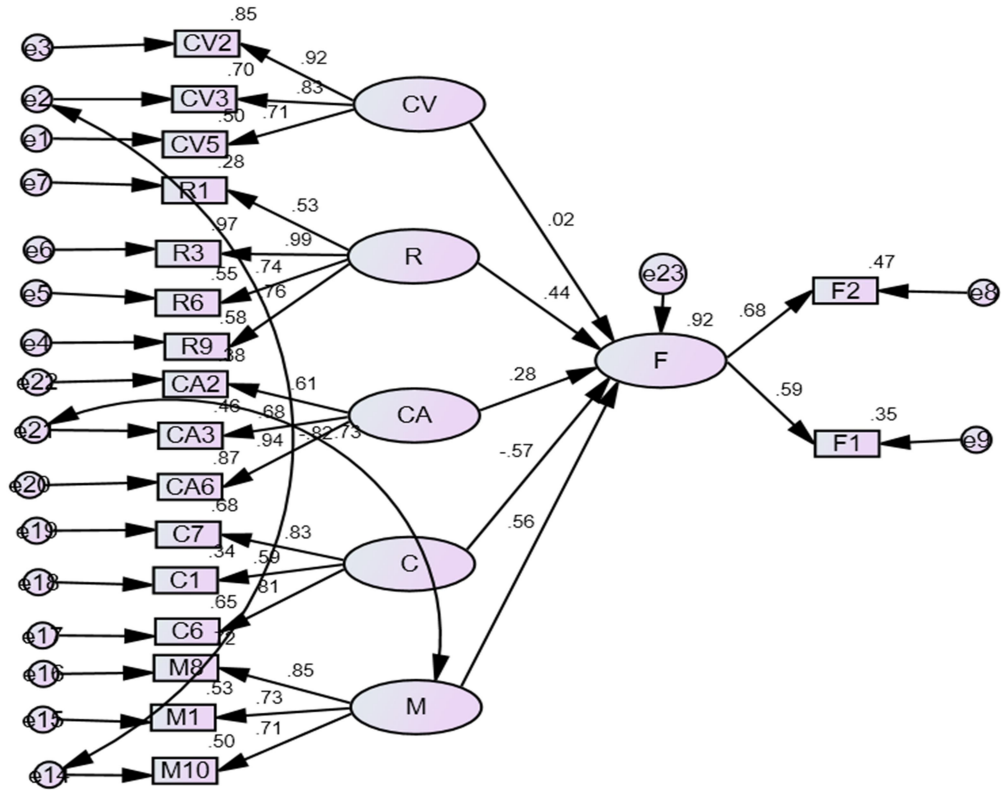 .85
e3 CV2 .92
.70
e2 CV3 .83 CV
.50 .71
e1 CV5
.28
e7 R1 .53 .02
.97
e6 R3 .99 R
.55 .74 e23 .47
e5 R6 .76 .44 F2 e8
.58 .92 .68
e4 R9 F
.38
e22 CA2 .61 .28 .59
.46 .68 CA .35
e21 CA3 .94 -.82 .73 F1 e9
.87 -.57
e20 CA6
.68 .56
e19 C7 .83
.34 .59 C
e18 C1 .81
.65
e17 C6
e16 M8 .85
.53 .73 M
e15 M1 .71
.50
e14 M10